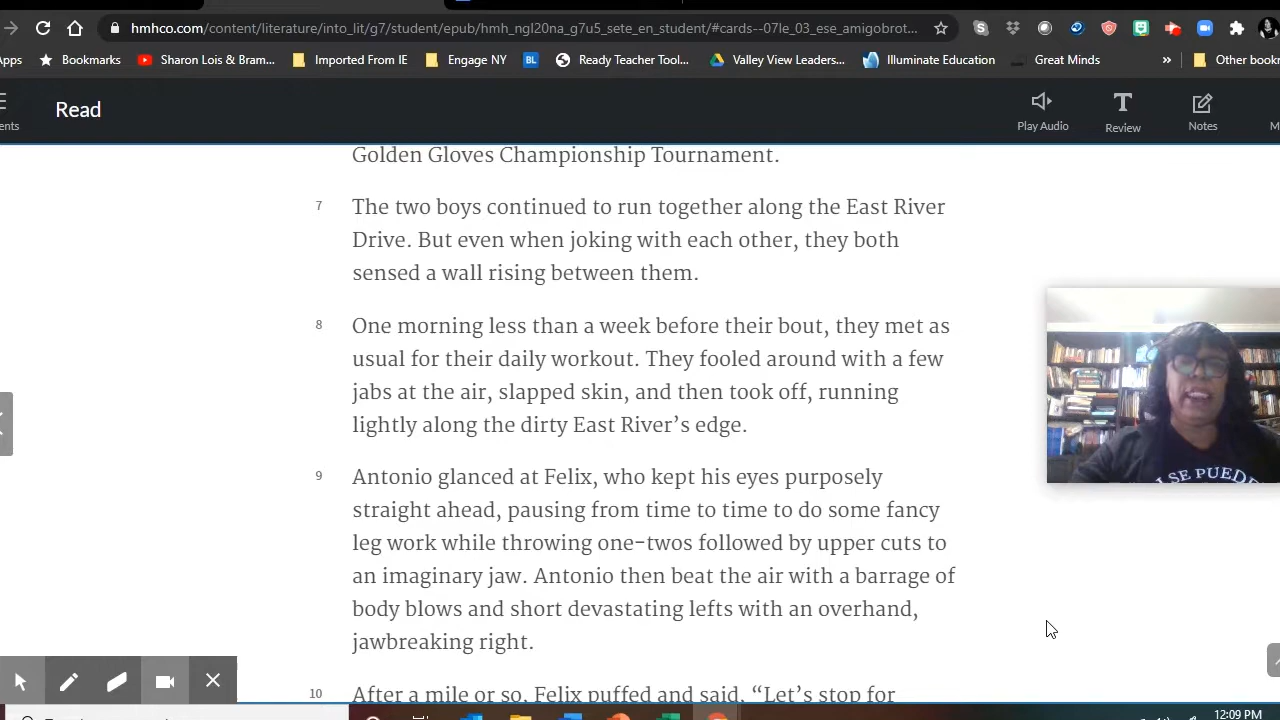 hmhco.com/content/literature/into_lit/g7/student/epub/hmh_ngl20na_g7u5_sete_en_student/#cards--07le_03_ese_amigobrot...
Apps Bookmarks Sharon Lois & Bram... Imported From IE Engage NY BL Ready Teacher Tool... Valley View Leaders... Illuminate Education Great Minds » Other bookm
ents Read Play Audio Review Notes M
Golden Gloves Championship Tournament.
7 The two boys continued to run together along the East River
Drive. But even when joking with each other, they both
sensed a wall rising between them.
8 One morning less than a week before their bout, they met as
usual for their daily workout. They fooled around with a few
jabs at the air, slapped skin, and then took off, running
lightly along the dirty East River’s edge.
9 Antonio glanced at Felix, who kept his eyes purposely
straight ahead, pausing from time to time to do some fancy
leg work while throwing one-twos followed by upper cuts to
an imaginary jaw. Antonio then beat the air with a barrage of
body blows and short devastating lefts with an overhand,
jawbreaking right.
10 After a mile or so, Felix puffed and said, “Let’s stop for
SE PUEDE
12:09 PM